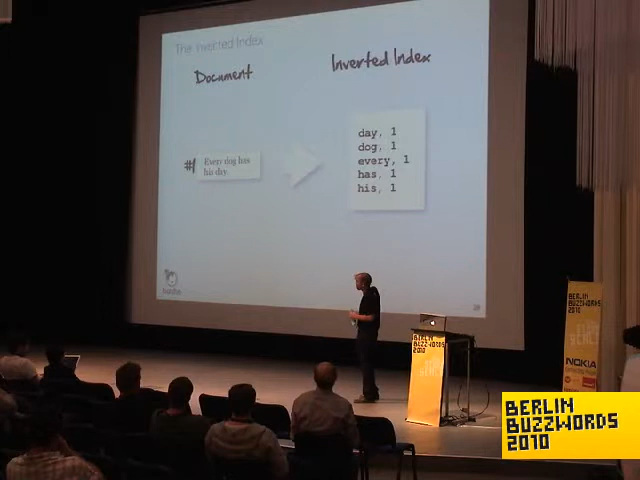 The Inverted Index
Document
Inverted Index
#1
Every dog has
his day.
day, 1
dog, 1
every, 1
has, 1
his, 1
BERLIN
BUZZWORDS
2010
BERLIN
BUZZWORDS
2010
NOKIA
BERLIN
BUZZWORDS
2010